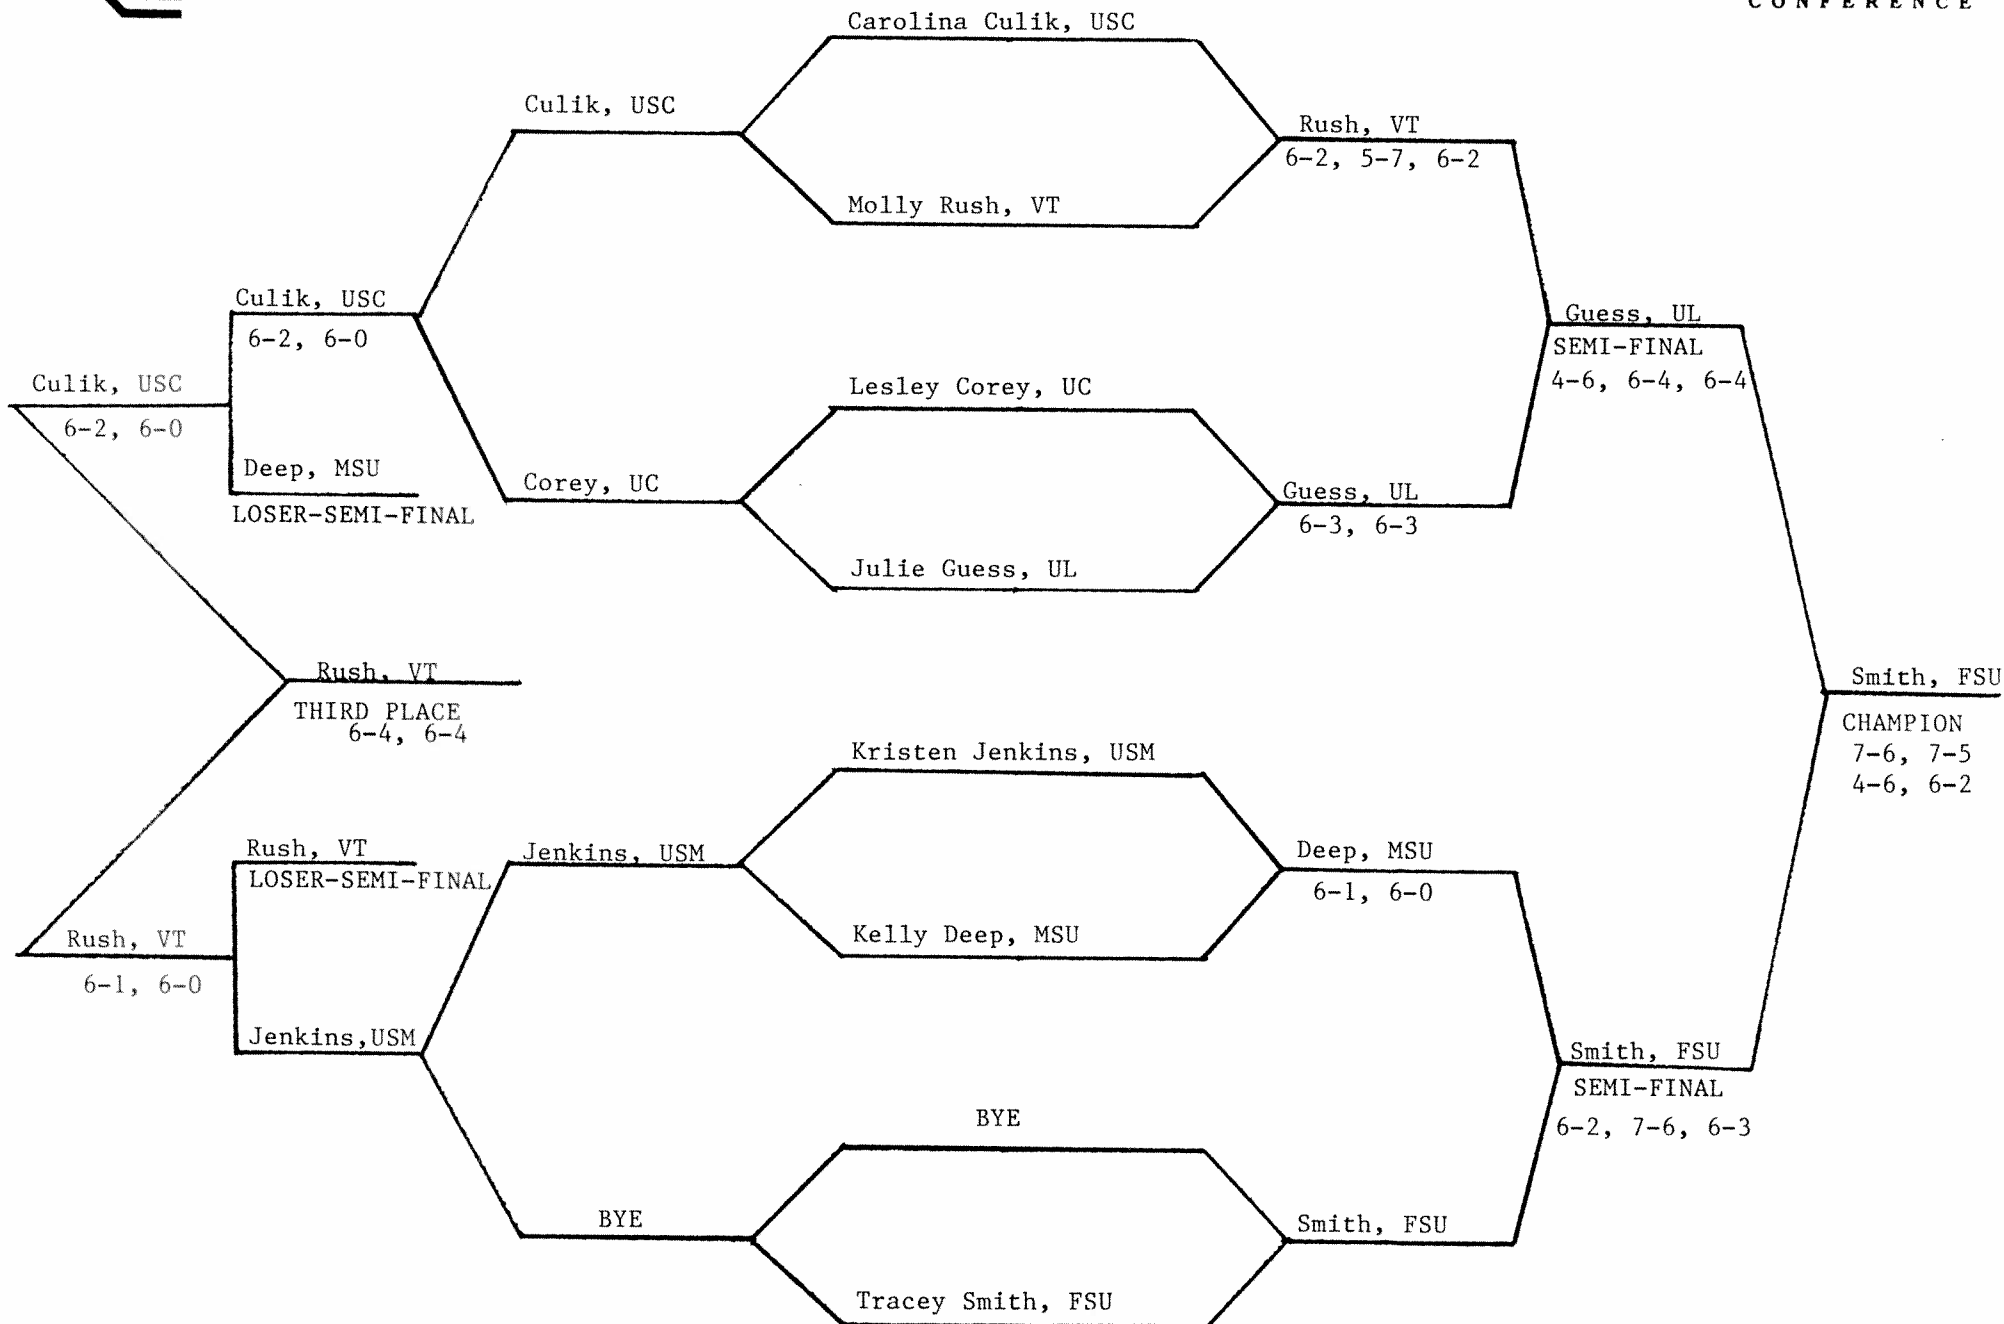 CONFERENCE
Carolina Culik, USC
Culik, USC
Rush, VT
6-2, 5-7, 6-2
Molly Rush, VT
Culik, USC
6-2, 6-0
Guess, UL
SEMI-FINAL
4-6, 6-4, 6-4
Culik, USC
6-2, 6-0
Lesley Corey, UC
Deep, MSU
LOSER-SEMI-FINAL
Corey, UC
Guess, UL
6-3, 6-3
Julie Guess, UL
Rush, VT
THIRD PLACE
6-4, 6-4
Smith, FSU
CHAMPION
7-6, 7-5
4-6, 6-2
Kristen Jenkins, USM
Rush, VT
LOSER-SEMI-FINAL
Jenkins, USM
Deep, MSU
6-1, 6-0
Rush, VT
6-1, 6-0
Kelly Deep, MSU
Jenkins,USM
Smith, FSU
SEMI-FINAL
6-2, 7-6, 6-3
BYE
BYE
Smith, FSU
Tracey Smith, FSU